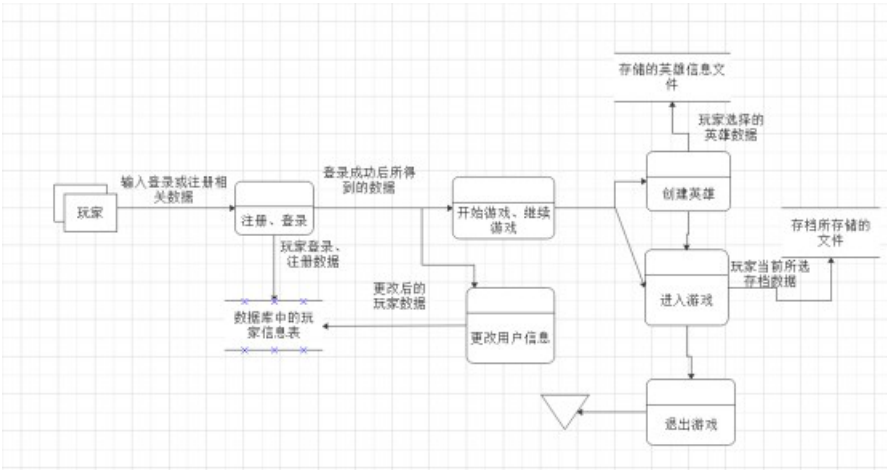 存储的英雄信息文
件
玩家选择的
英雄数据
登录成功后所得
到的数据
输入登录或注册相
关数据
玩家
注册、登录
开始游戏、继续
游戏
创建英雄
存档所存储的
文件
玩家登录、
注册数据
玩家当前所选
存档数据
更改后的
玩家数据
进入游戏
数据库中的玩
家信息表
更改用户信息
退出游戏